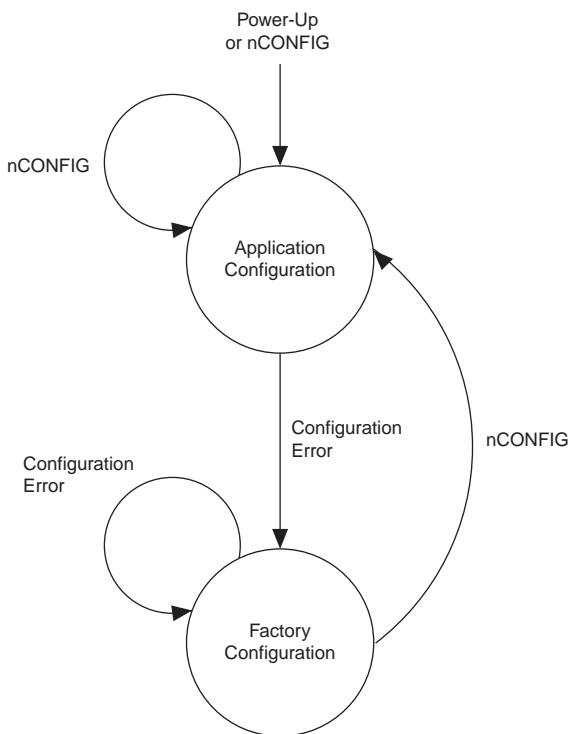 Power-Up
or nCONFIG
nCONFIG
Application
Configuration
Configuration
Error
nCONFIG
Configuration
Error
Factory
Configuration